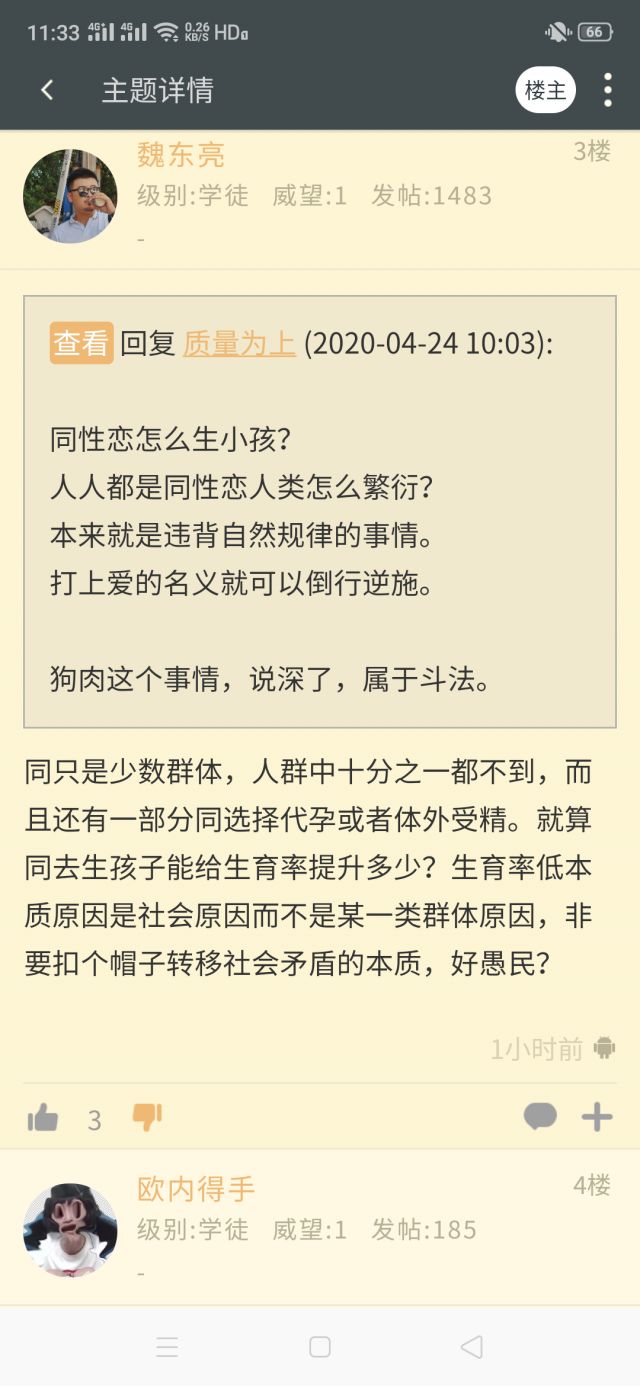 11:33 4G+ 4G 0.26 KB/S HD 66
主题详情 楼主
魏东亮 3楼
级别:学徒 威望:1 发帖:1483
-
查看 回复 质量为上 (2020-04-24 10:03):
同性恋怎么生小孩？
人人都是同性恋人类怎么繁衍？
本来就是违背自然规律的事情。
打上爱的名义就可以倒行逆施。
狗肉这个事情，说深了，属于斗法。
同只是少数群体，人群中十分之一都不到，而
且还有一部分同选择代孕或者体外受精。就算
同去生孩子能给生育率提升多少？生育率低本
质原因是社会原因而不是某一类群体原因，非
要扣个帽子转移社会矛盾的本质，好愚民？
1小时前
3
欧内得手 4楼
级别:学徒 威望:1 发帖:185
-